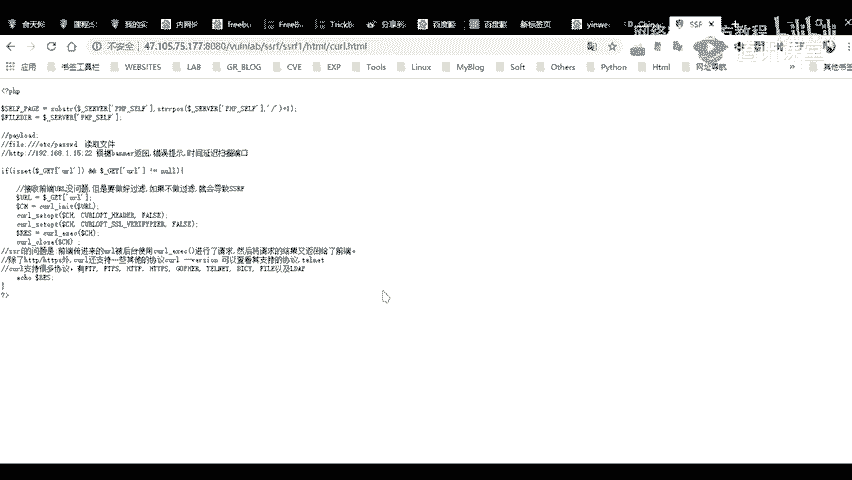 食天候
课程介
我的实
内网候
freebu
FreeB
Trickb
分享到
百度藤
百度藤
新标签页
yinwe
SSF
网络 方教程
不安全 47.105.75.177:8080/vulnlab/ssrf/ssrf1/html/curl.html
应用 书签工具栏 WEBSITES LAB GR_BLOG CVE EXP Tools Linux MyBlog Soft Others Python Html 网址导航 » 其他书
<?php
$SELF_PAGE = substr($_SERVER['PHP_SELF'],strrpos($_SERVER['PHP_SELF'],'/')+1);
$FILEDIR = $_SERVER['PHP_SELF'];
//payload:
//file:///etc/passwd 读取文件
//http://192.168.1.15:22 根据banner返回,错误提示,时间延迟扫描端口
if(isset($_GET['url']) && $_GET['url'] != null){
//接收前端URL没问题,但是要做好过滤,如果不做过滤,就会导致SSRF
$URL = $_GET['url'];
$CH = curl_init($URL);
curl_setopt($CH, CURLOPT_HEADER, FALSE);
curl_setopt($CH, CURLOPT_SSL_VERIFYPEER, FALSE);
$RES = curl_exec($CH);
curl_close($CH) ;
//ssrf的问题是:前端传进来的url被后台使用curl_exec()进行了请求,然后将请求的结果又返回给了前端。
//除了http/https外,curl还支持一些其他的协议curl --version 可以查看其支持的协议,telnet
//curl支持很多协议,有FTP, FTPS, HTTP, HTTPS, GOPHER, TELNET, DICT, FILE以及LDAP
echo $RES;
}
?>